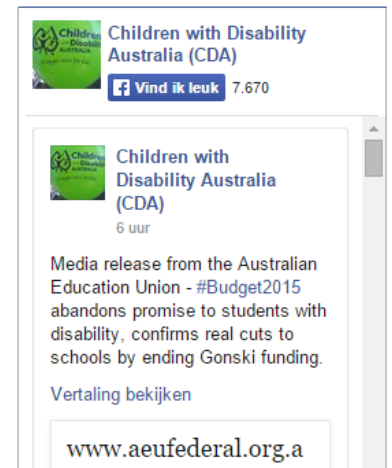 Children with Disability
Australia (CDA)
Vind ik leuk 7.670
Children with
Disability Australia
(CDA)
6 uur
Media release from the Australian
Education Union - #Budget2015
abandons promise to students with
disability, confirms real cuts to
schools by ending Gonski funding.
Vertaling bekijken
www.aeufederal.org.a